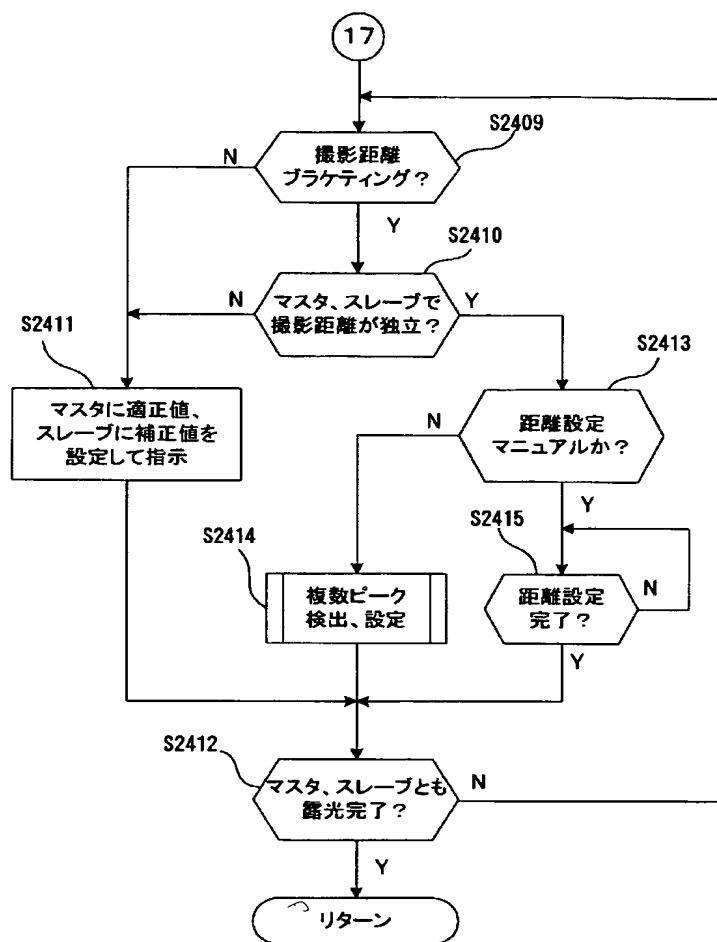 17
S2409
撮影距離
ブラケティング？
N
Y
S2410
マスタ、スレーブで
撮影距離が独立？
N
Y
S2411
マスタに適正値、
スレーブに補正値を
設定して指示
S2413
距離設定
マニュアルか？
N
Y
S2414
複数ピーク
検出、設定
S2415
距離設定
完了？
N
Y
S2412
マスタ、スレーブとも
露光完了？
N
Y
リターン